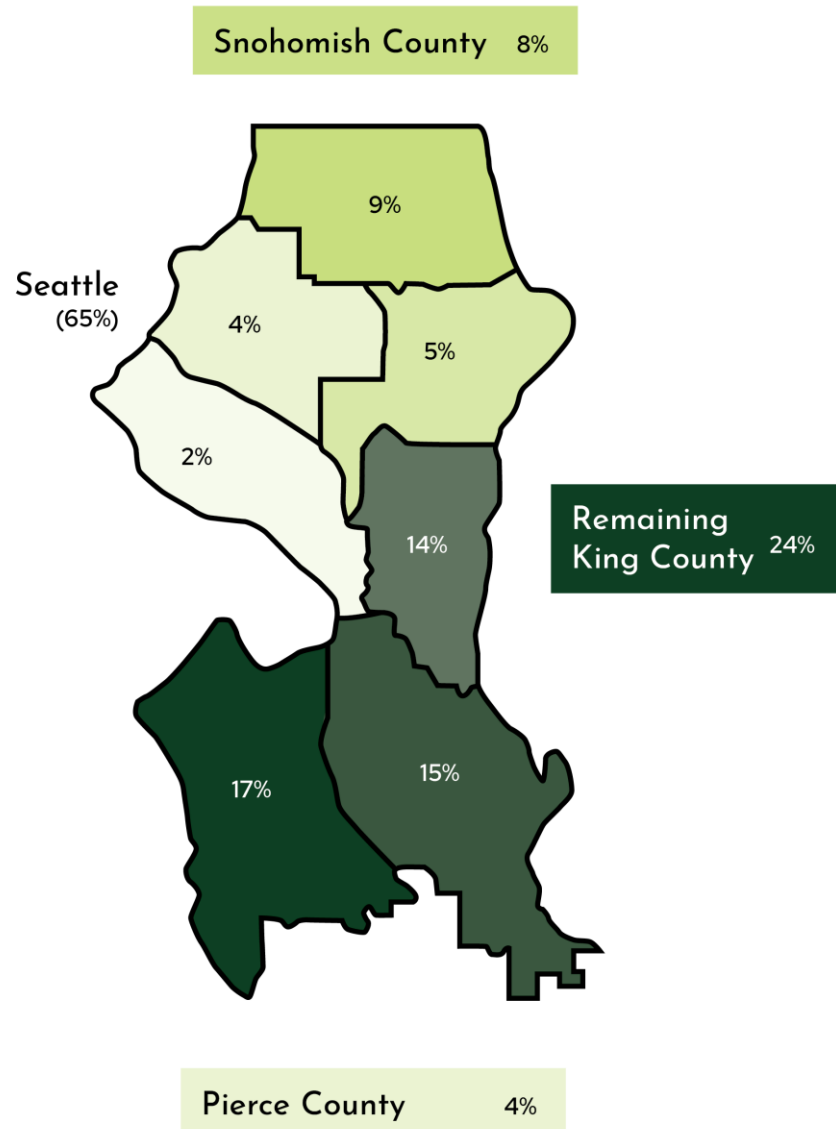 Snohomish County 8%
9%
Seattle
(65%)
4%
5%
2%
14%
Remaining
King County 24%
17%
15%
Pierce County 4%